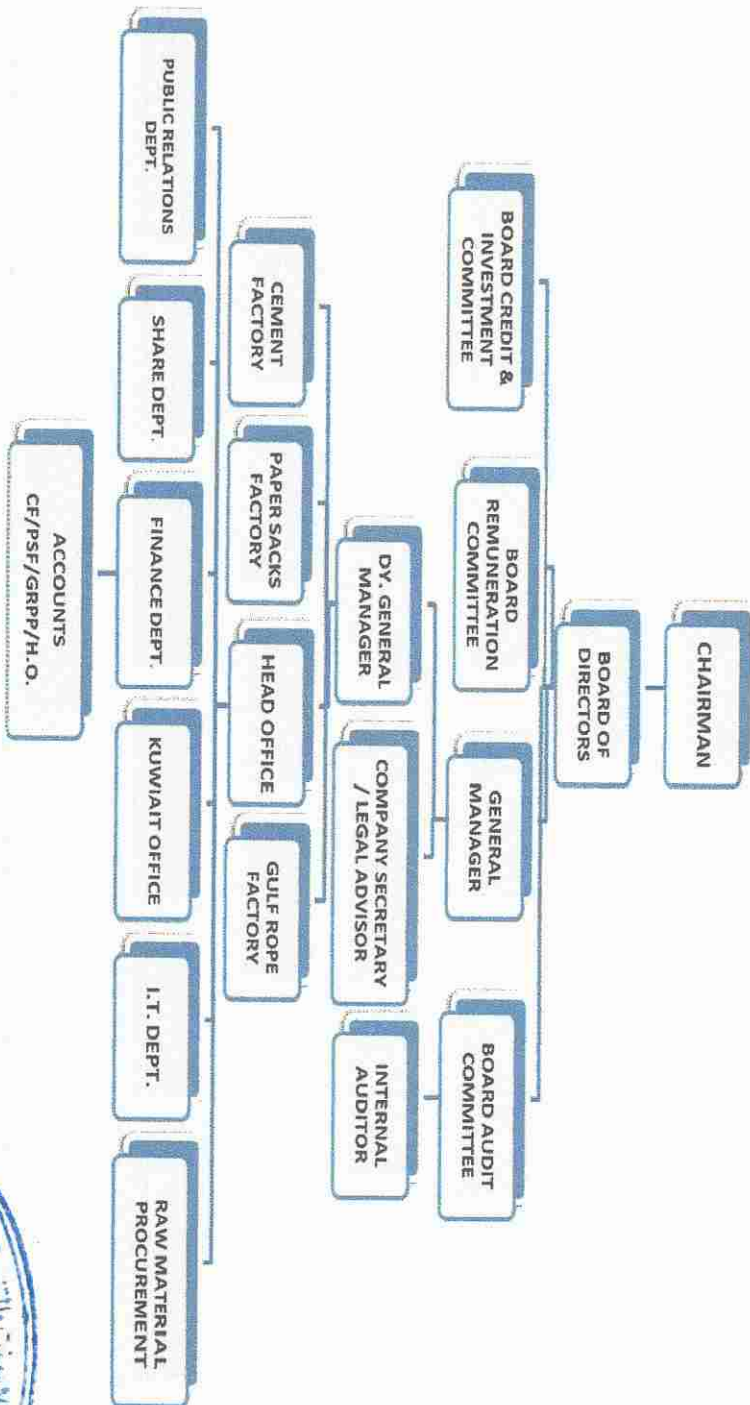 CHAIRMAN
BOARD OF
DIRECTORS
BOARD CREDIT &
INVESTMENT
COMMITTEE
BOARD
REMUNERATION
COMMITTEE
GENERAL
MANAGER
BOARD AUDIT
COMMITTEE
DY. GENERAL
MANAGER
COMPANY SECRETARY
/ LEGAL ADVISOR
INTERNAL
AUDITOR
CEMENT
FACTORY
PAPER SACKS
FACTORY
HEAD OFFICE
GULF ROPE
FACTORY
PUBLIC RELATIONS
DEPT.
SHARE DEPT.
FINANCE DEPT.
KUWIAIT OFFICE
I.T. DEPT.
RAW MATERIAL
PROCUREMENT
ACCOUNTS
CF/PSF/GRPP/H.O.